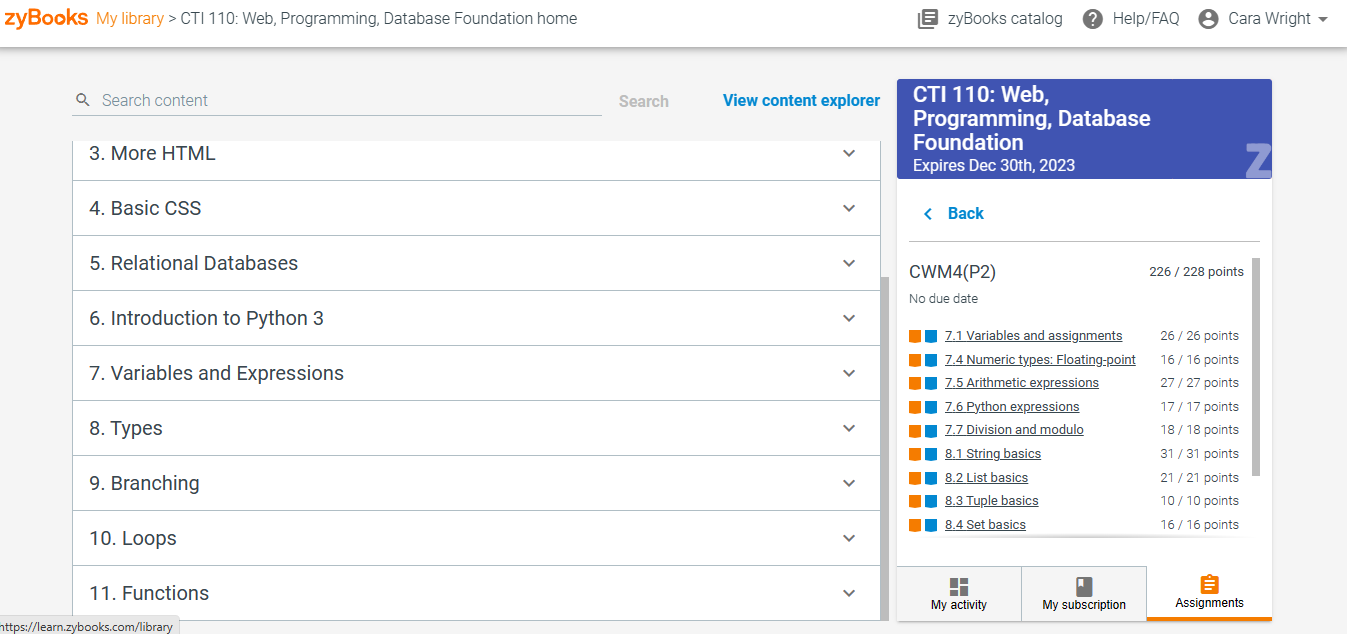 zyBooks My library > CTI 110: Web, Programming, Database Foundation home
zyBooks catalog
Help/FAQ
Cara Wright
Search content
Search
View content explorer
3. More HTML
4. Basic CSS
5. Relational Databases
6. Introduction to Python 3
7. Variables and Expressions
8. Types
9. Branching
10. Loops
11. Functions
https://learn.zybooks.com/library
CTI 110: Web,
Programming, Database
Foundation
Expires Dec 30th, 2023
Z
Back
CWM4(P2) 226 / 228 points
No due date
7.1 Variables and assignments 26 / 26 points
7.4 Numeric types: Floating-point 16 / 16 points
7.5 Arithmetic expressions 27 / 27 points
7.6 Python expressions 17 / 17 points
7.7 Division and modulo 18 / 18 points
8.1 String basics 31 / 31 points
8.2 List basics 21 / 21 points
8.3 Tuple basics 10 / 10 points
8.4 Set basics 16 / 16 points
My activity
My subscription
Assignments